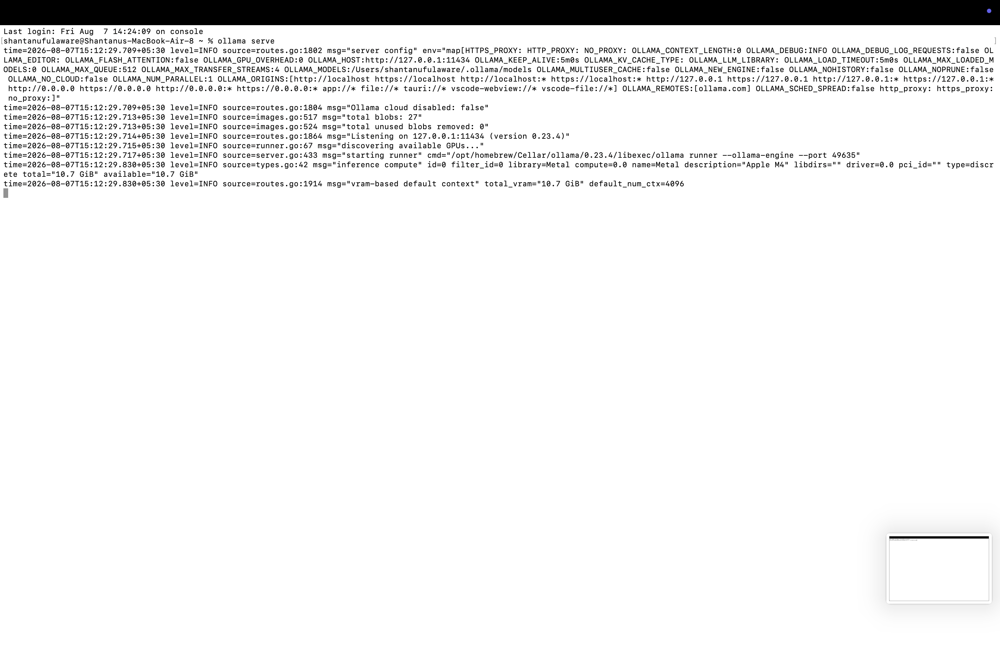 Last login: Fri Aug  7 14:24:09 on console
[shantanufulaware@Shantanus-MacBook-Air-8 ~ % ollama serve ]
time=2026-08-07T15:12:29.709+05:30 level=INFO source=routes.go:1802 msg="server config" env="map[HTTPS_PROXY: HTTP_PROXY: NO_PROXY: OLLAMA_CONTEXT_LENGTH:0 OLLAMA_DEBUG:INFO OLLAMA_DEBUG_LOG_REQUESTS:false OL
LAMA_EDITOR: OLLAMA_FLASH_ATTENTION:false OLLAMA_GPU_OVERHEAD:0 OLLAMA_HOST:http://127.0.0.1:11434 OLLAMA_KEEP_ALIVE:5m0s OLLAMA_KV_CACHE_TYPE: OLLAMA_LLM_LIBRARY: OLLAMA_LOAD_TIMEOUT:5m0s OLLAMA_MAX_LOADED_M
ODELS:0 OLLAMA_MAX_QUEUE:512 OLLAMA_MAX_TRANSFER_STREAMS:4 OLLAMA_MODELS:/Users/shantanufulaware/.ollama/models OLLAMA_MULTIUSER_CACHE:false OLLAMA_NEW_ENGINE:false OLLAMA_NOHISTORY:false OLLAMA_NOPRUNE:false
 OLLAMA_NO_CLOUD:false OLLAMA_NUM_PARALLEL:1 OLLAMA_ORIGINS:[http://localhost https://localhost http://localhost:* https://localhost:* http://127.0.0.1 https://127.0.0.1 http://127.0.0.1:* https://127.0.0.1:*
 http://0.0.0.0 https://0.0.0.0 http://0.0.0.0:* https://0.0.0.0:* app://* file://* tauri://* vscode-webview://* vscode-file://*] OLLAMA_REMOTES:[ollama.com] OLLAMA_SCHED_SPREAD:false http_proxy: https_proxy:
 no_proxy:]"
time=2026-08-07T15:12:29.709+05:30 level=INFO source=routes.go:1804 msg="Ollama cloud disabled: false"
time=2026-08-07T15:12:29.713+05:30 level=INFO source=images.go:517 msg="total blobs: 27"
time=2026-08-07T15:12:29.713+05:30 level=INFO source=images.go:524 msg="total unused blobs removed: 0"
time=2026-08-07T15:12:29.714+05:30 level=INFO source=routes.go:1864 msg="Listening on 127.0.0.1:11434 (version 0.23.4)"
time=2026-08-07T15:12:29.715+05:30 level=INFO source=runner.go:67 msg="discovering available GPUs..."
time=2026-08-07T15:12:29.717+05:30 level=INFO source=server.go:433 msg="starting runner" cmd="/opt/homebrew/Cellar/ollama/0.23.4/libexec/ollama runner --ollama-engine --port 49635"
time=2026-08-07T15:12:29.830+05:30 level=INFO source=types.go:42 msg="inference compute" id=0 filter_id=0 library=Metal compute=0.0 name=Metal description="Apple M4" libdirs="" driver=0.0 pci_id="" type=discr
ete total="10.7 GiB" available="10.7 GiB"
time=2026-08-07T15:12:29.830+05:30 level=INFO source=routes.go:1914 msg="vram-based default context" total_vram="10.7 GiB" default_num_ctx=4096